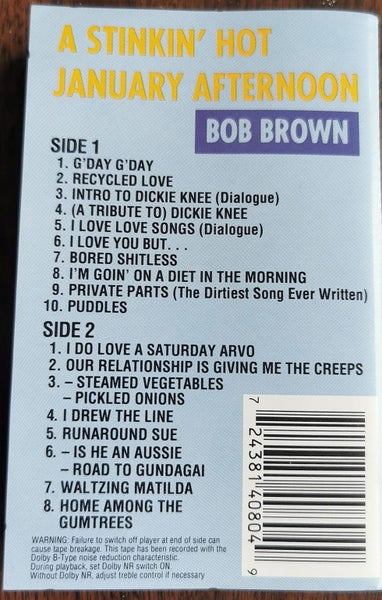 A STINKIN' HOT
JANUARY AFTERNOON
BOB BROWN
SIDE 1
1. G'DAY G'DAY
2. RECYCLED LOVE
3. INTRO TO DICKIE KNEE (Dialogue)
4. (A TRIBUTE TO) DICKIE KNEE
5. I LOVE LOVE SONGS (Dialogue)
6. I LOVE YOU BUT. . .
7. BORED SHITLESS
8. I'M GOIN' ON A DIET IN THE MORNING
9. PRIVATE PARTS (The Dirtiest Song Ever Written)
10. PUDDLES
SIDE 2
1. I DO LOVE A SATURDAY ARVO
2. OUR RELATIONSHIP IS GIVING ME THE CREEPS
3. – STEAMED VEGETABLES
– PICKLED ONIONS
4. I DREW THE LINE
5. RUNAROUND SUE
6. – IS HE AN AUSSIE
– ROAD TO GUNDAGAI
7. WALTZING MATILDA
8. HOME AMONG THE
GUMTREES
WARNING: Failure to switch off player at end of side can
cause tape breakage. This tape has been recorded with the
Dolby B-Type noise reduction characteristic.
During playback, set Dolby NR switch ON.
Without Dolby NR, adjust treble control if necessary
7 24381 40804 9